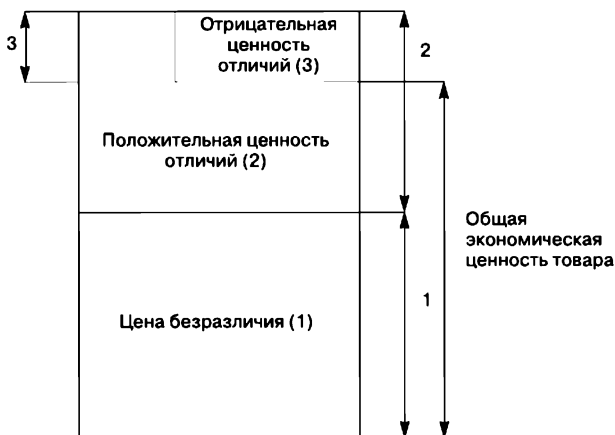 3
Отрицательная
ценность
отличий (3)
2
Положительная ценность
отличий (2)
Общая
экономическая
ценность товара
1
Цена безразличия (1)